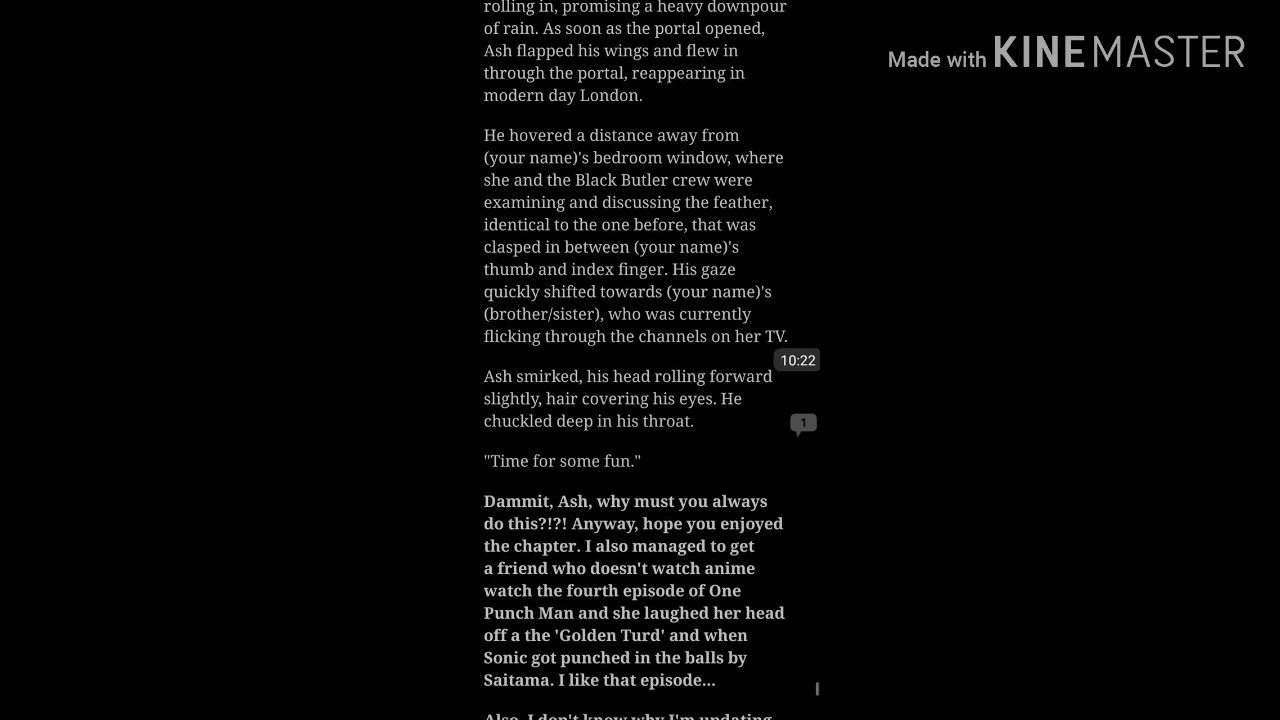 rolling in, promising a heavy downpour
of rain. As soon as the portal opened,
Ash flapped his wings and flew in
through the portal, reappearing in
modern day London.
Made with KINEMASTER
He hovered a distance away from
(your name)'s bedroom window, where
she and the Black Butler crew were
examining and discussing the feather,
identical to the one before, that was
clasped in between (your name)'s
thumb and index finger. His gaze
quickly shifted towards (your name)'s
(brother/sister), who was currently
flicking through the channels on her TV.
10:22
Ash smirked, his head rolling forward
slightly, hair covering his eyes. He
chuckled deep in his throat.
1
"Time for some fun."
Dammit, Ash, why must you always
do this?!?! Anyway, hope you enjoyed
the chapter. I also managed to get
a friend who doesn't watch anime
watch the fourth episode of One
Punch Man and she laughed her head
off a the 'Golden Turd' and when
Sonic got punched in the balls by
Saitama. I like that episode...
Also, I don't know why I'm updating